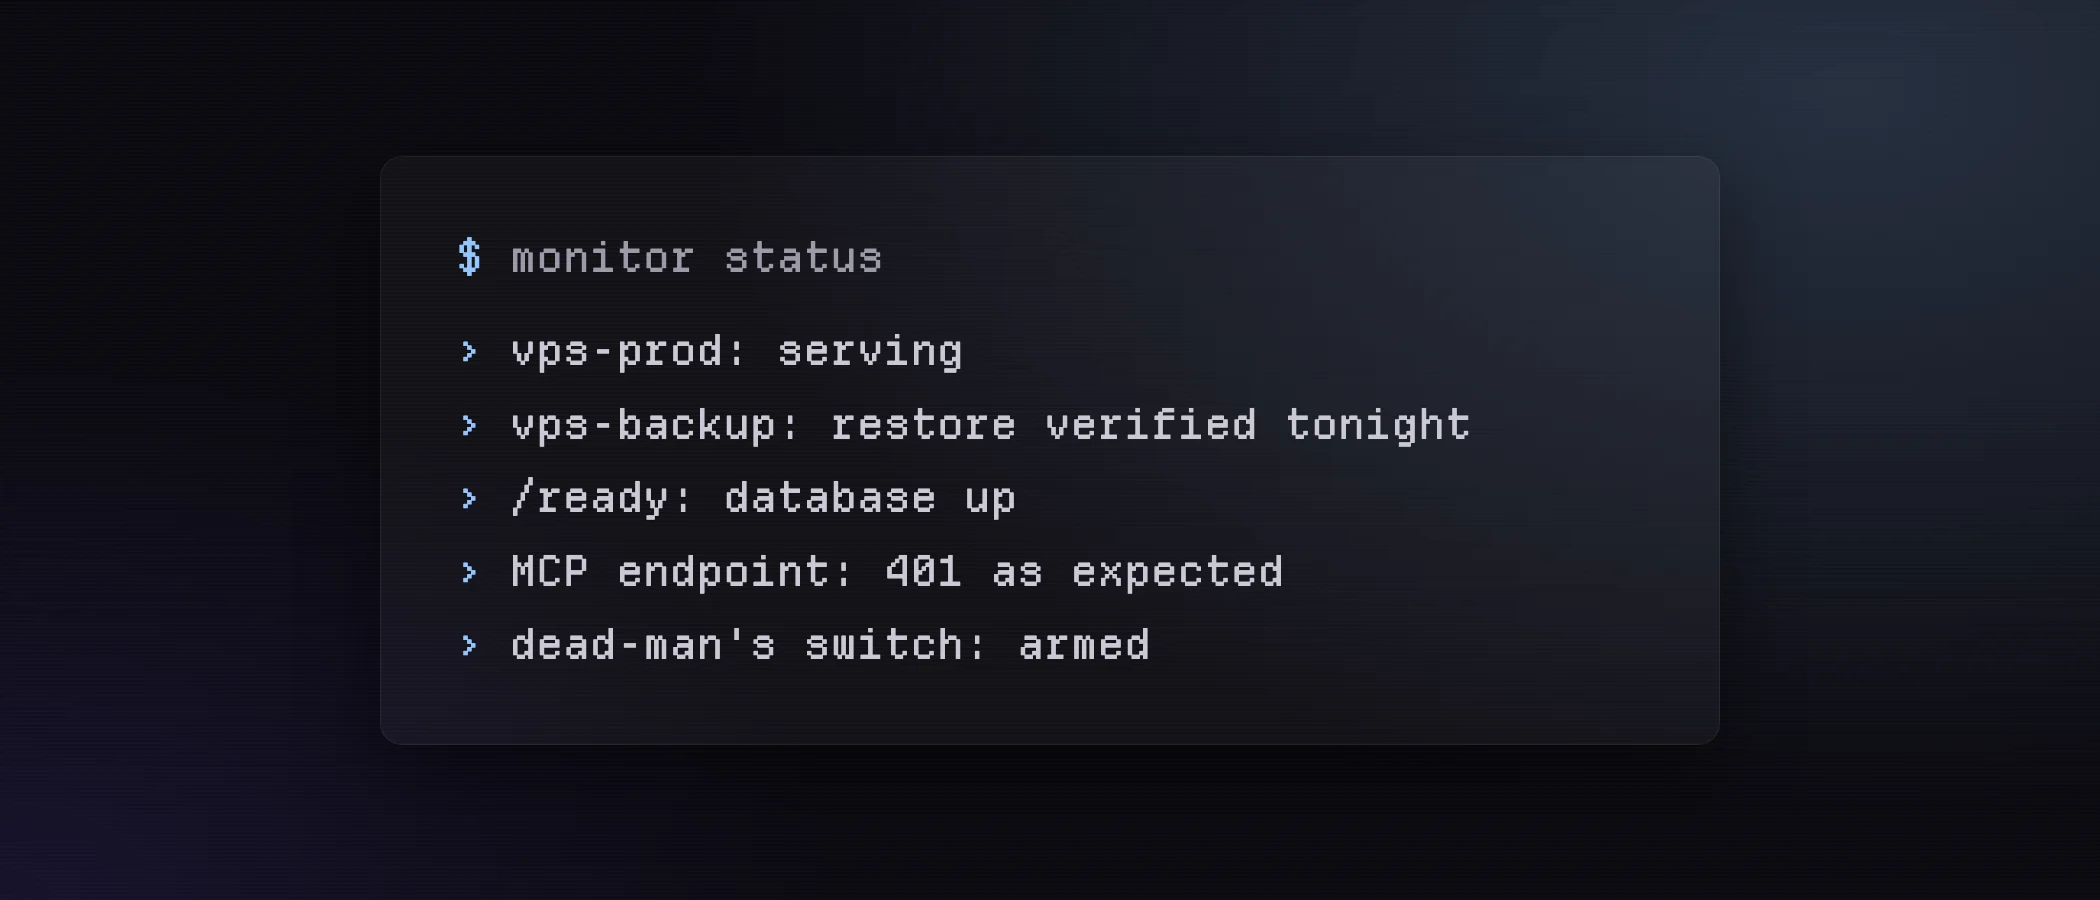 $ monitor status
> vps-prod: serving
> vps-backup: restore verified tonight
> /ready: database up
> MCP endpoint: 401 as expected
> dead-man's switch: armed